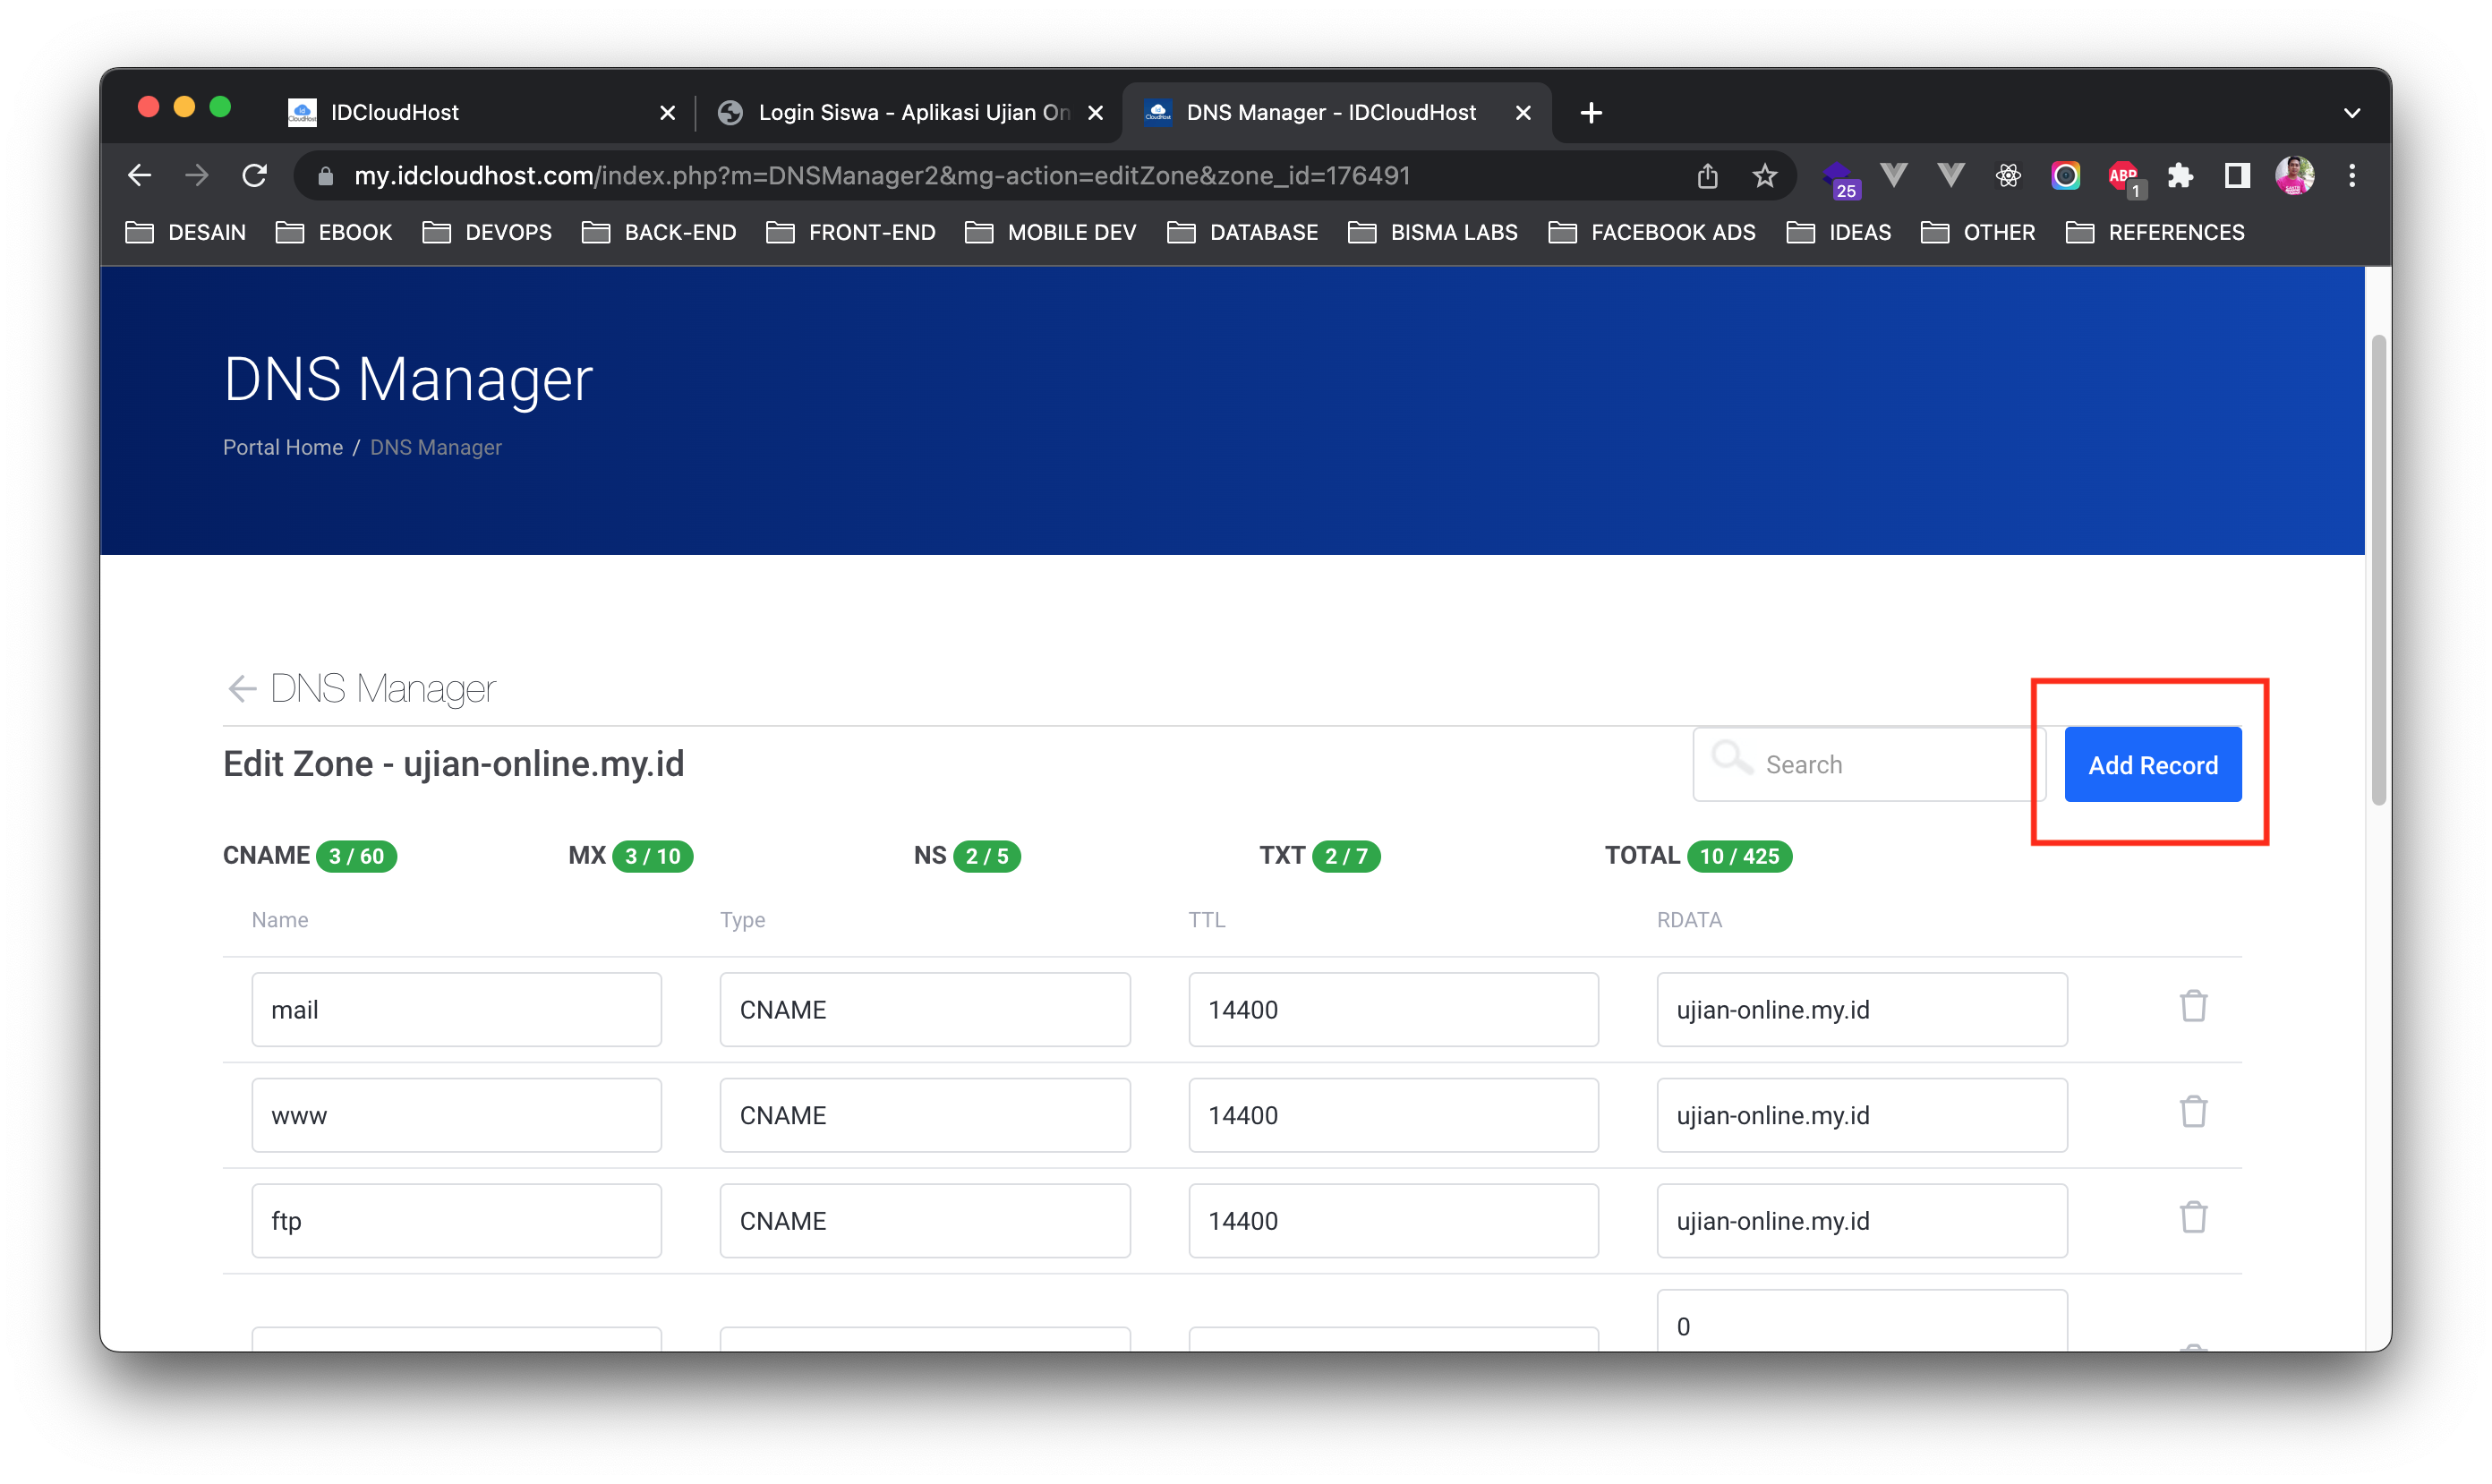 IDCloudHost
Login Siswa - Aplikasi Ujian On
DNS Manager - IDCloudHost
my.idcloudhost.com/index.php?m=DNSManager2&mg-action=editZone&zone_id=176491
25
ABP
1
DESAIN
EBOOK
DEVOPS
BACK-END
FRONT-END
MOBILE DEV
DATABASE
BISMA LABS
FACEBOOK ADS
IDEAS
OTHER
REFERENCES
DNS Manager
Portal Home / DNS Manager
DNS Manager
Edit Zone - ujian-online.my.id
Search
Add Record
CNAME 3 / 60
MX 3 / 10
NS 2 / 5
TXT 2 / 7
TOTAL 10 / 425
Name Type TTL RDATA
mail CNAME 14400 ujian-online.my.id
www CNAME 14400 ujian-online.my.id
ftp CNAME 14400 ujian-online.my.id
0